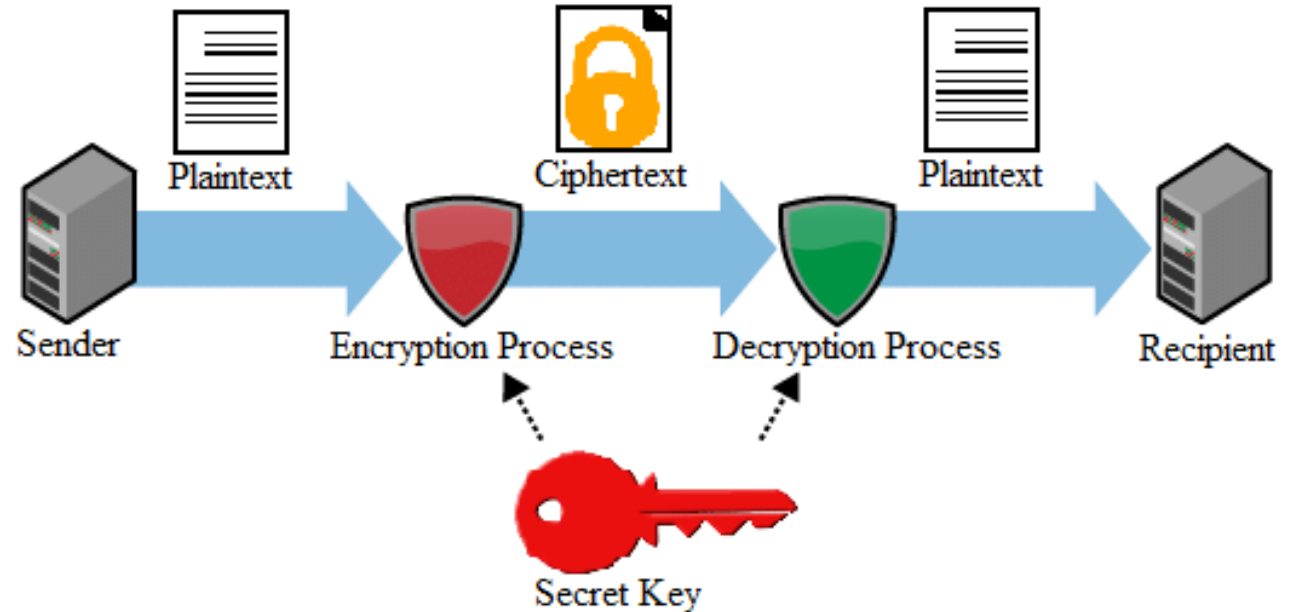 Plaintext
Ciphertext
Plaintext
Sender
Encryption Process
Decryption Process
Recipient
Secret Key